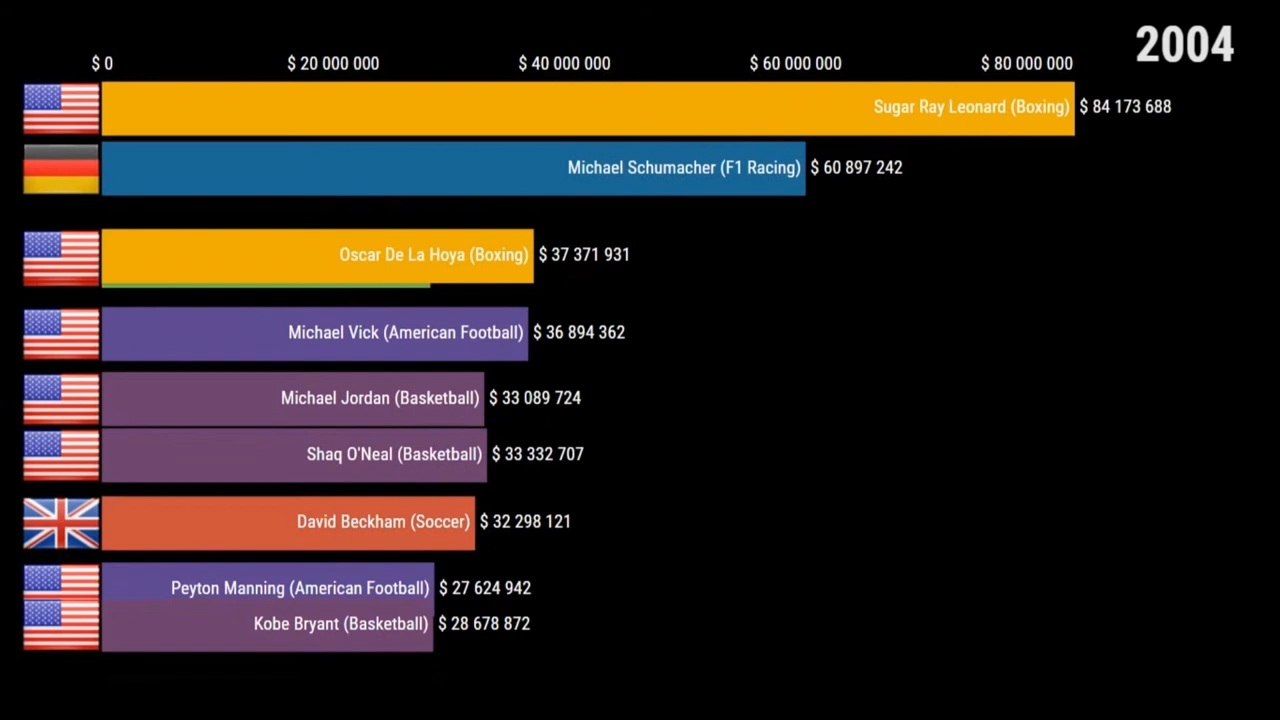 2004
$ 0 $ 20 000 000 $ 40 000 000 $ 60 000 000 $ 80 000 000
Sugar Ray Leonard (Boxing) $ 84 173 688
Michael Schumacher (F1 Racing) $ 60 897 242
Oscar De La Hoya (Boxing) $ 37 371 931
Michael Vick (American Football) $ 36 894 362
Michael Jordan (Basketball) $ 33 089 724
Shaq O'Neal (Basketball) $ 33 332 707
David Beckham (Soccer) $ 32 298 121
Peyton Manning (American Football) $ 27 624 942
Kobe Bryant (Basketball) $ 28 678 872